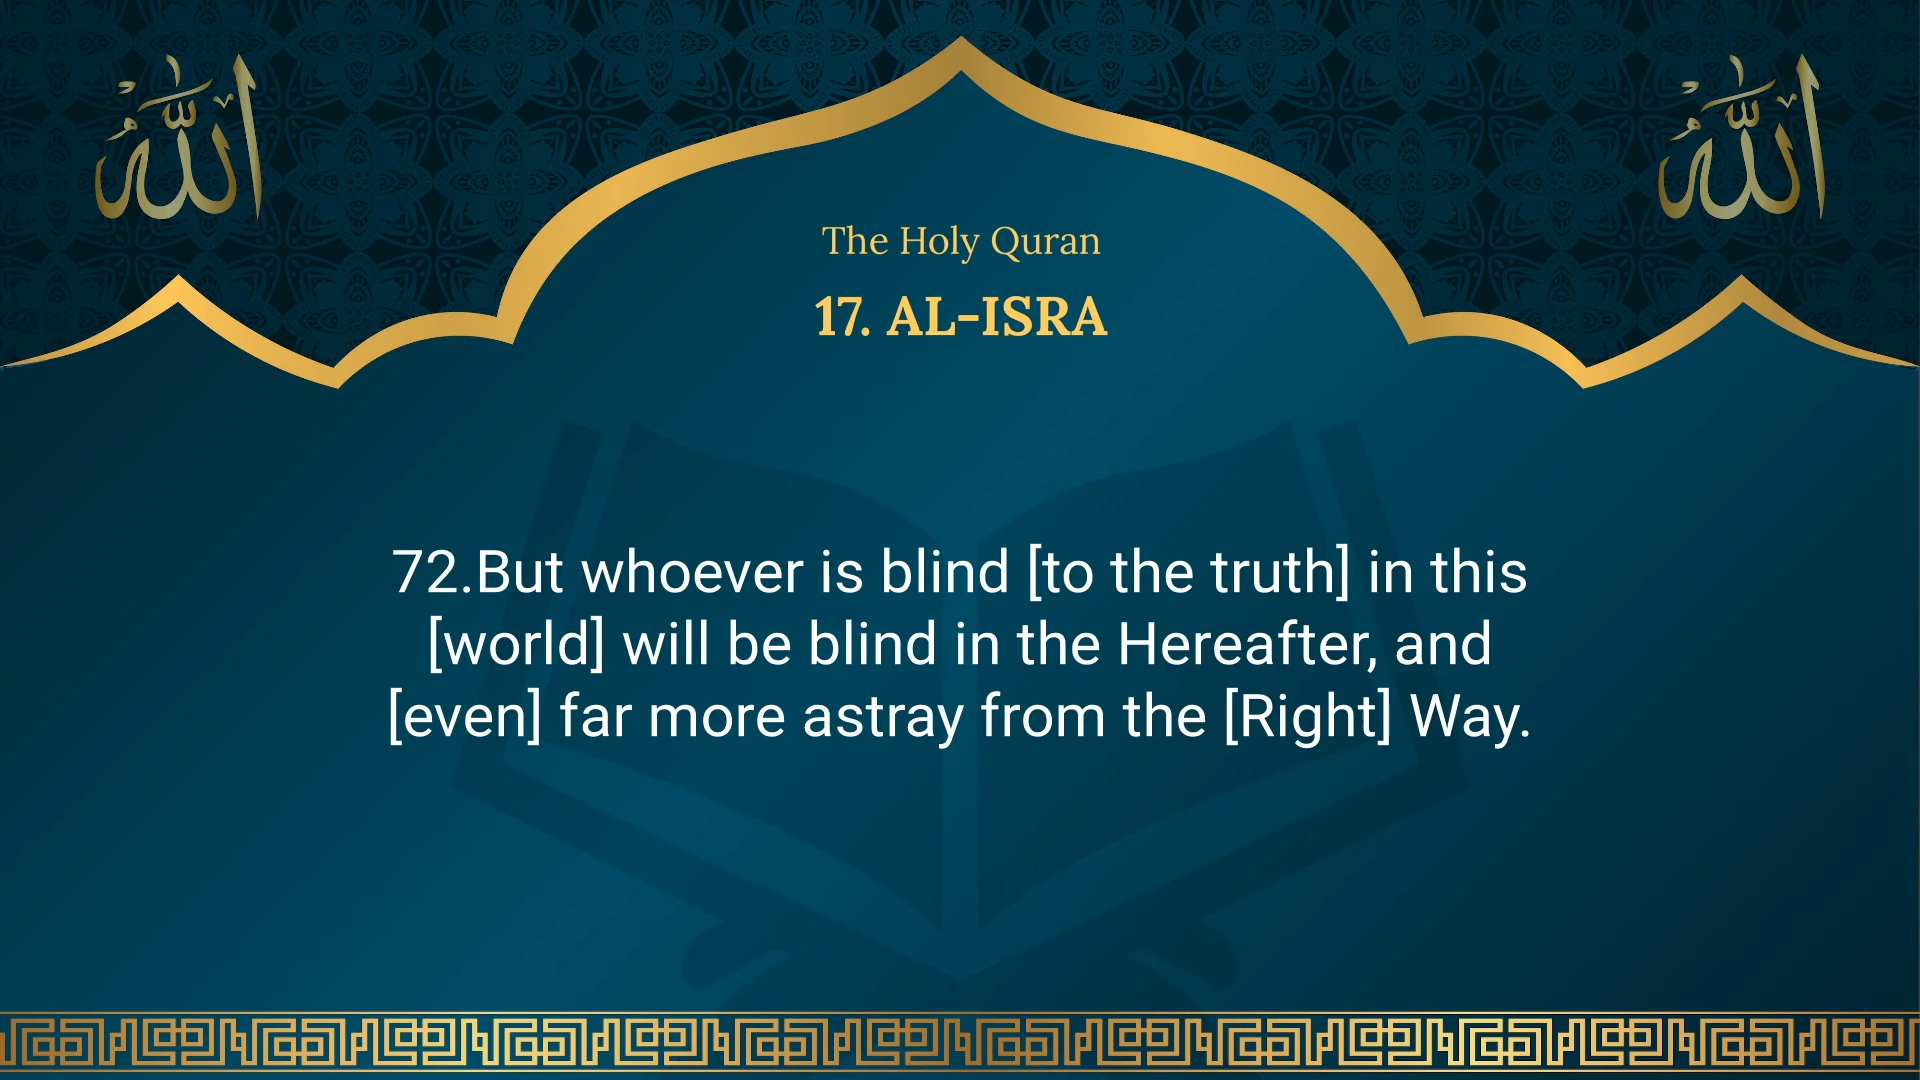 الله
الله
The Holy Quran
17. AL-ISRA
72.But whoever is blind [to the truth] in this
[world] will be blind in the Hereafter, and
[even] far more astray from the [Right] Way.